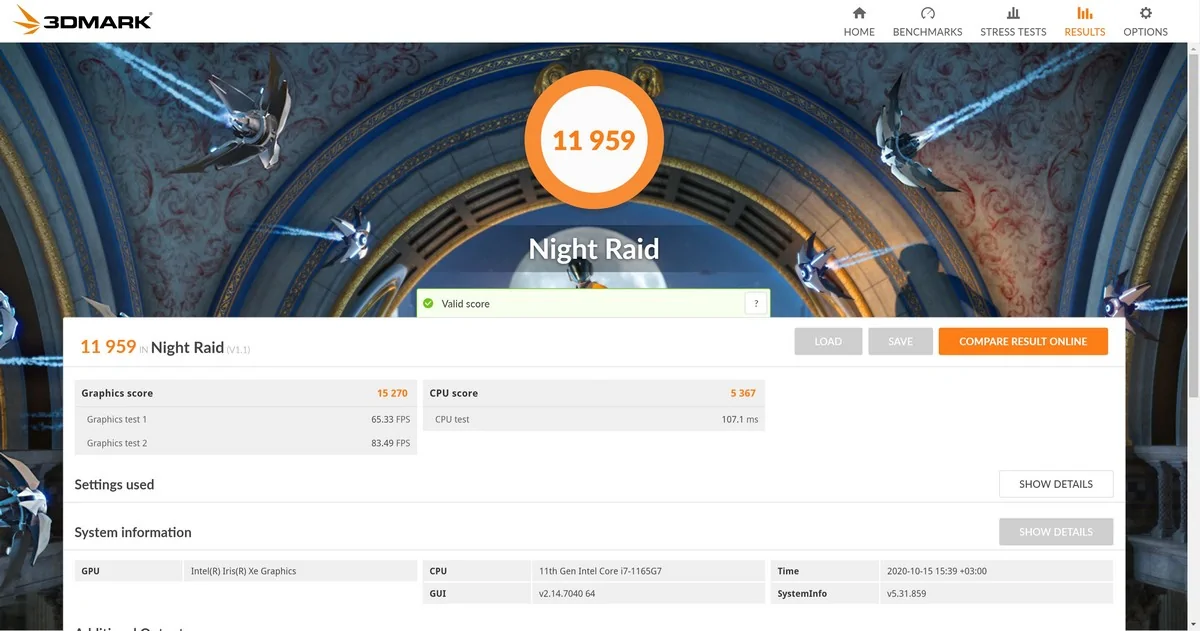 3DMARK
HOME BENCHMARKS STRESS TESTS RESULTS OPTIONS
11 959
Night Raid
Valid score ?
11 959 IN Night Raid (V1.1)
LOAD SAVE COMPARE RESULT ONLINE
Graphics score 15 270
Graphics test 1 65.33 FPS
Graphics test 2 83.49 FPS
CPU score 5 367
CPU test 107.1 ms
Settings used SHOW DETAILS
System information SHOW DETAILS
GPU Intel(R) Iris(R) Xe Graphics
CPU 11th Gen Intel Core i7-1165G7
GUI v2.14.7040 64
Time 2020-10-15 15:39 +03:00
SystemInfo v5.31.859